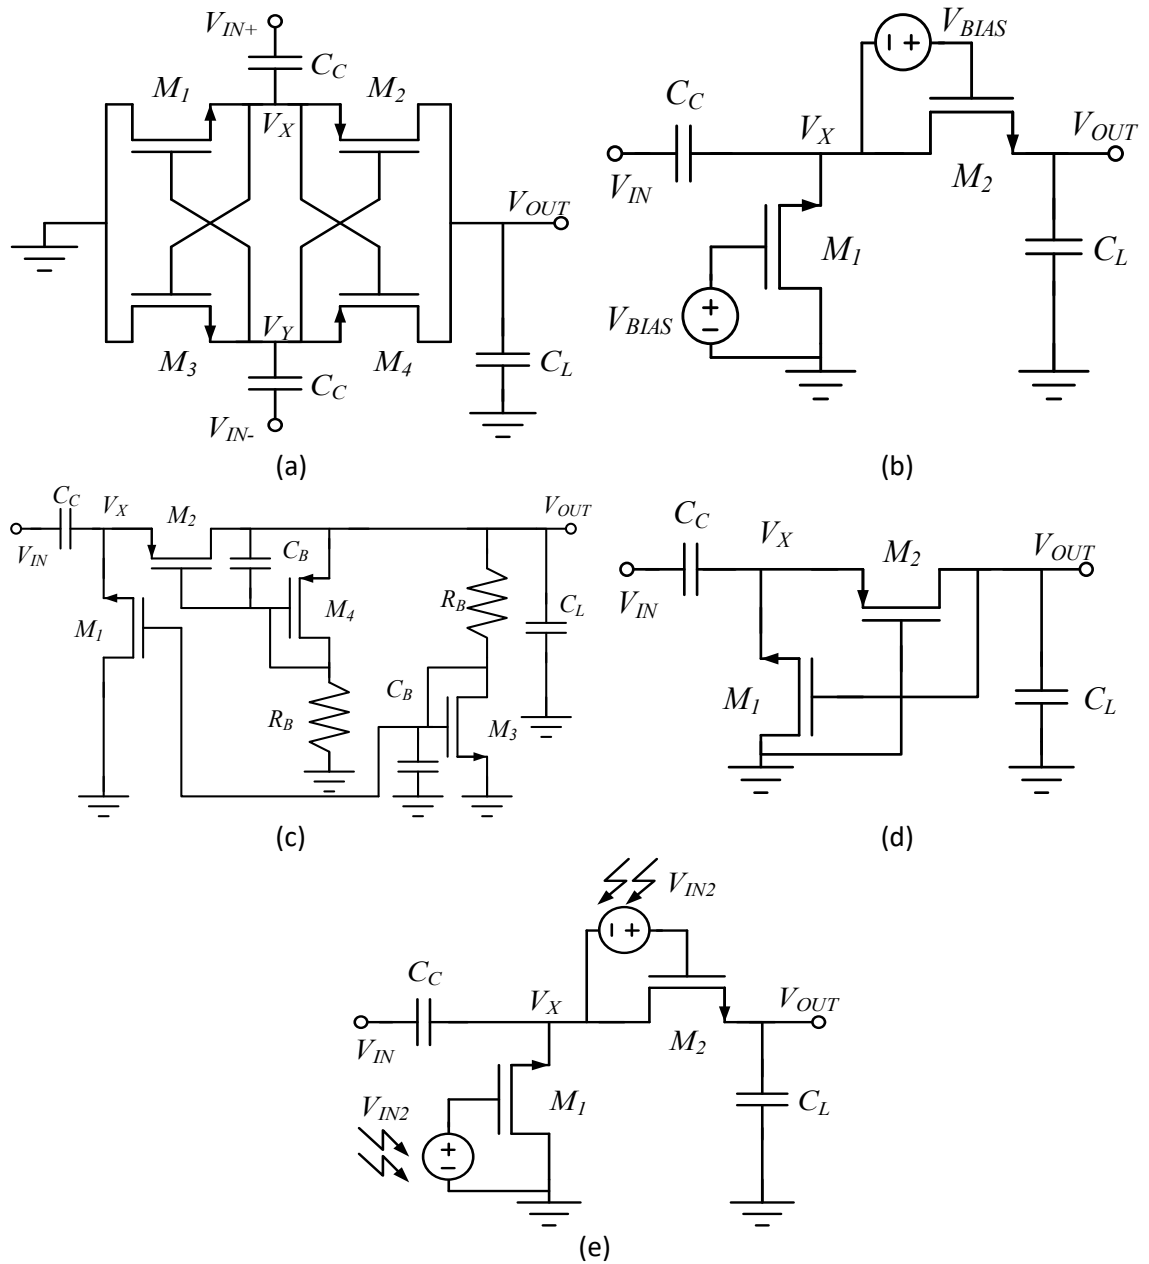 V_IN+
C_C
M_1 M_2
V_X
V_OUT
V_Y
M_3 M_4
C_L
C_C
V_IN-
(a)
V_BIAS
C_C
V_X
V_OUT
V_IN
M_2
M_1
C_L
V_BIAS
(b)
C_C V_X M_2 V_OUT
V_IN
C_B
R_B
M_4
C_L
M_1
C_B
R_B
M_3
(c)
C_C
V_X M_2 V_OUT
V_IN
M_1
C_L
(d)
V_IN2
C_C
V_X V_OUT
V_IN
M_2
M_1
C_L
V_IN2
(e)